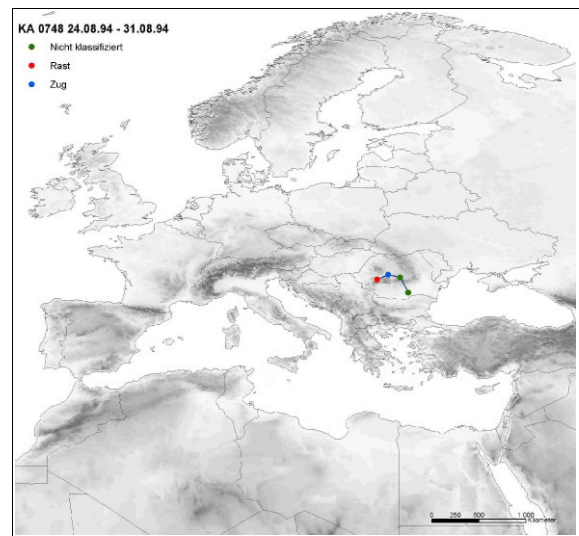 KA 0748 24.08.94 - 31.08.94
Nicht klassifiziert
Rast
Zug
0 250 500 1.000
Kilometer